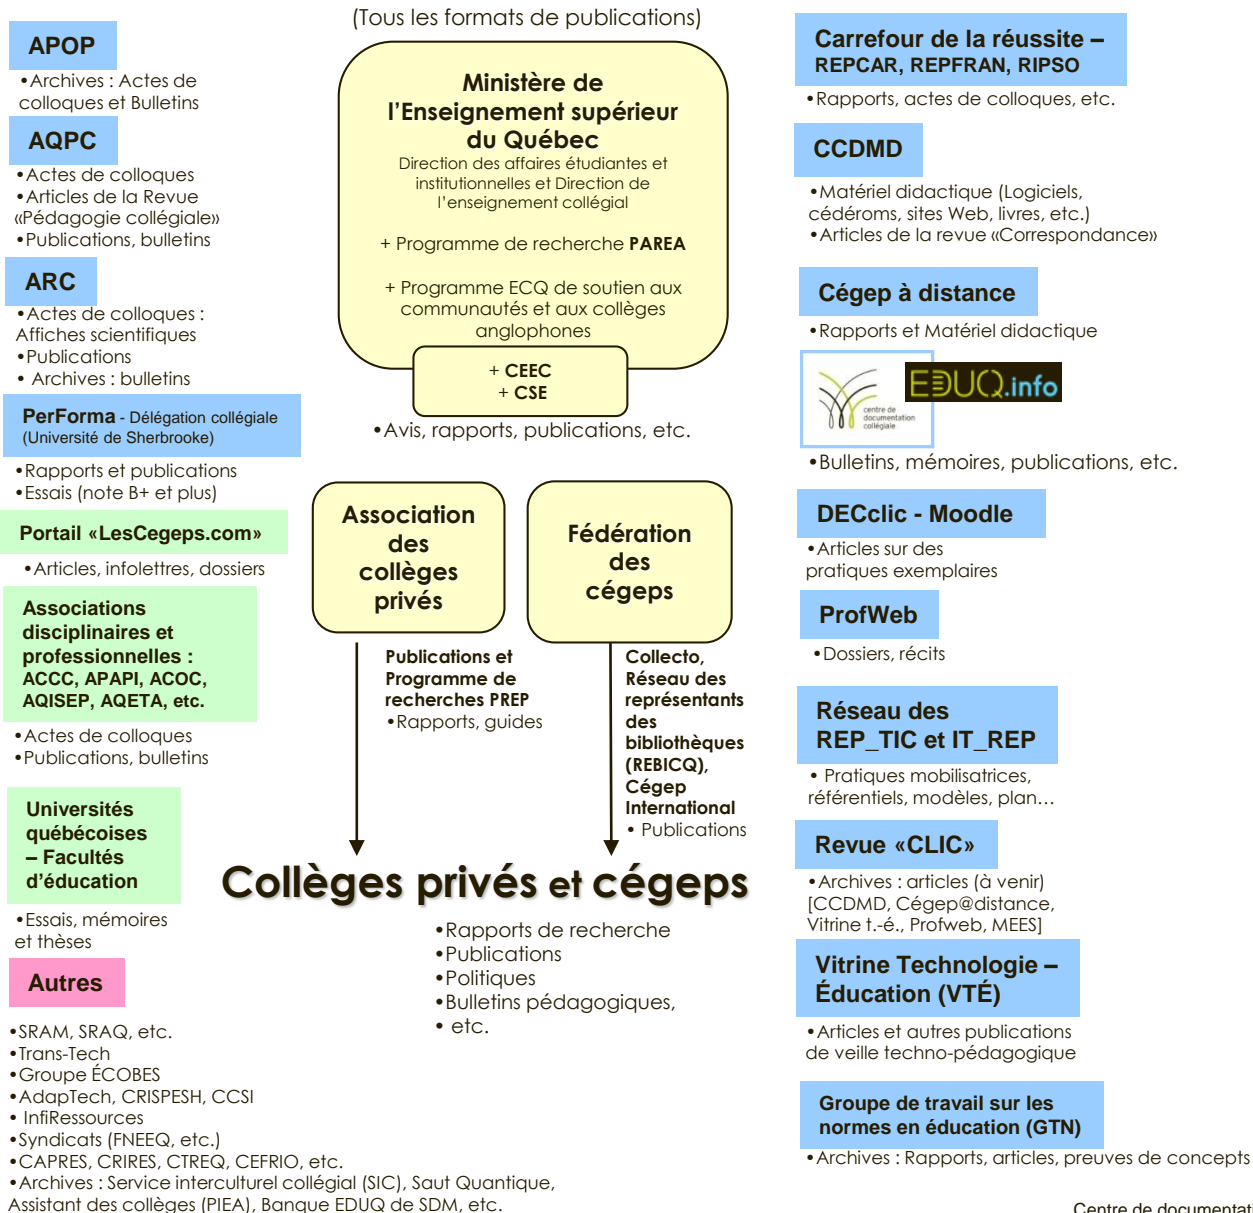 (Tous les formats de publications)
APOP
•Archives : Actes de
colloques et Bulletins
AQPC
•Actes de colloques
•Articles de la Revue
«Pédagogie collégiale»
•Publications, bulletins
ARC
•Actes de colloques :
Affiches scientifiques
•Publications
• Archives : bulletins
PerForma - Délégation collégiale
(Université de Sherbrooke)
•Rapports et publications
•Essais (note B+ et plus)
Portail «LesCegeps.com»
•Articles, infolettres, dossiers
Associations
disciplinaires et
professionnelles :
ACCC, APAPI, ACOC,
AQISEP, AQETA, etc.
•Actes de colloques
•Publications, bulletins
Universités
québécoises
– Facultés
d'éducation
•Essais, mémoires
et thèses
Autres
•SRAM, SRAQ, etc.
•Trans-Tech
•Groupe ÉCOBES
•AdapTech, CRISPESH, CCSI
• InfiRessources
•Syndicats (FNEEQ, etc.)
•CAPRES, CRIRES, CTREQ, CEFRIO, etc.
•Archives : Service interculturel collégial (SIC), Saut Quantique,
Assistant des collèges (PIEA), Banque EDUQ de SDM, etc.
Ministère de
l'Enseignement supérieur
du Québec
Direction des affaires étudiantes et
institutionnelles et Direction de
l'enseignement collégial
+ Programme de recherche PAREA
+ Programme ECQ de soutien aux
communautés et aux collèges
anglophones
+ CEEC
+ CSE
•Avis, rapports, publications, etc.
Association
des
collèges
privés
Fédération
des
cégeps
Publications et
Programme de
recherches PREP
•Rapports, guides
Collecto,
Réseau des
représentants
des
bibliothèques
(REBICQ),
Cégep
International
• Publications
Collèges privés et cégeps
•Rapports de recherche
•Publications
•Politiques
•Bulletins pédagogiques,
• etc.
Carrefour de la réussite –
REPCAR, REPFRAN, RIPSO
•Rapports, actes de colloques, etc.
CCDMD
•Matériel didactique (Logiciels,
cédéroms, sites Web, livres, etc.)
•Articles de la revue «Correspondance»
Cégep à distance
•Rapports et Matériel didactique
centre de
documentation
collégiale
EDUQ.info
•Bulletins, mémoires, publications, etc.
DECclic - Moodle
•Articles sur des
pratiques exemplaires
ProfWeb
•Dossiers, récits
Réseau des
REP_TIC et IT_REP
• Pratiques mobilisatrices,
référentiels, modèles, plan…
Revue «CLIC»
•Archives : articles (à venir)
[CCDMD, Cégep@distance,
Vitrine t.-é., Profweb, MEES]
Vitrine Technologie –
Éducation (VTÉ)
•Articles et autres publications
de veille techno-pédagogique
Groupe de travail sur les
normes en éducation (GTN)
•Archives : Rapports, articles, preuves de concepts
Centre de documentati